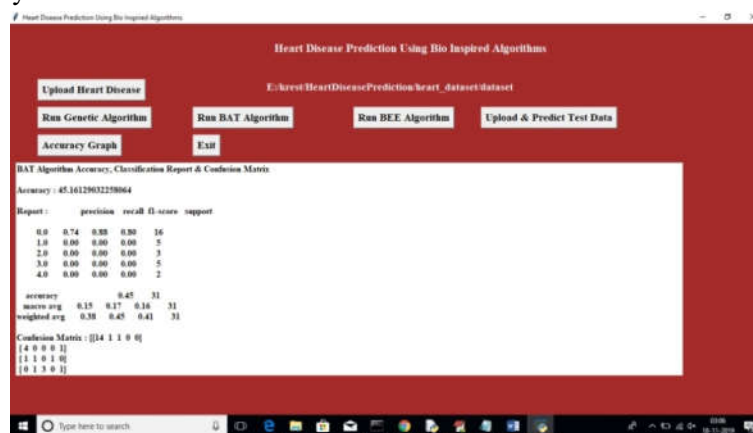 Heart Disease Prediction Using Bio Inspired Algorithms
Heart Disease Prediction Using Bio Inspired Algorithms
Upload Heart Disease
E:/krest/HeartDiseasePrediction/heart_dataset/dataset
Run Genetic Algorithm Run BAT Algorithm Run BEE Algorithm Upload & Predict Test Data
Accuracy Graph Exit
BAT Algorithm Accuracy, Classification Report & Confusion Matrix
Accuracy : 45.16129032258064
Report : precision recall f1-score support
0.0 0.74 0.88 0.80 16
1.0 0.00 0.00 0.00 5
2.0 0.00 0.00 0.00 3
3.0 0.00 0.00 0.00 5
4.0 0.00 0.00 0.00 2
accuracy 0.45 31
macro avg 0.15 0.17 0.16 31
weighted avg 0.38 0.45 0.41 31
Confusion Matrix : [[14 1 1 0 0]
[4 0 0 0 1]
[1 1 0 1 0]
[0 1 3 0 1]
Type here to search
03:06
18-11-2019